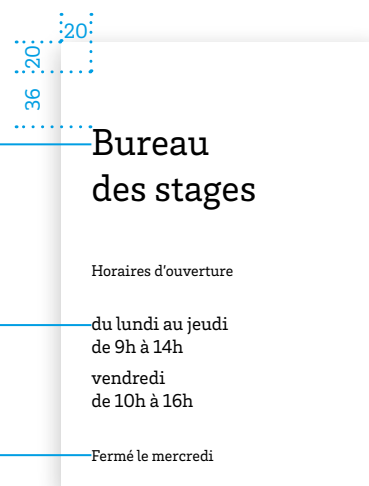 20
20
36
Bureau
des stages
Horaires d'ouverture
du lundi au jeudi
de 9h à 14h
vendredi
de 10h à 16h
Fermé le mercredi